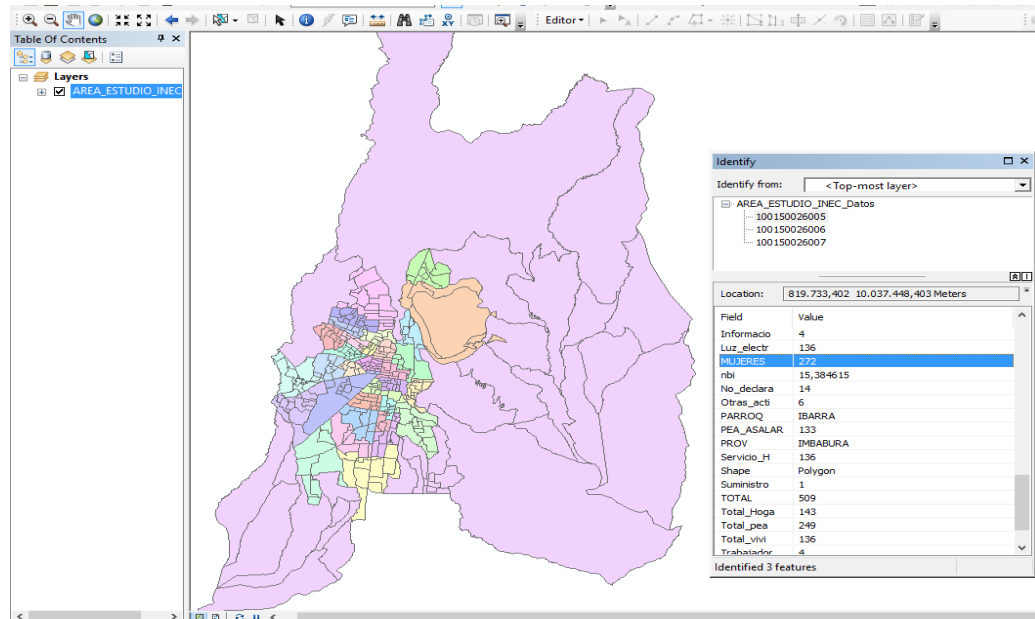 Editor
Table Of Contents
Layers
AREA_ESTUDIO_INEC
Identify
Identify from: <Top-most layer>
AREA_ESTUDIO_INEC_Datos
100150026005
100150026006
100150026007
Location: 819.733,402 10.037.448,403 Meters
Field Value
Informacio 4
Luz_electr 136
MUJERES 272
nbi 15,384615
No_declara 14
Otras_acti 6
PARROQ IBARRA
PEA_ASALAR 133
PROV IMBABURA
Servicio_H 136
Shape Polygon
Suministro 1
TOTAL 509
Total_Hoga 143
Total_pea 249
Total_vivi 136
Trabajador 4
Identified 3 features